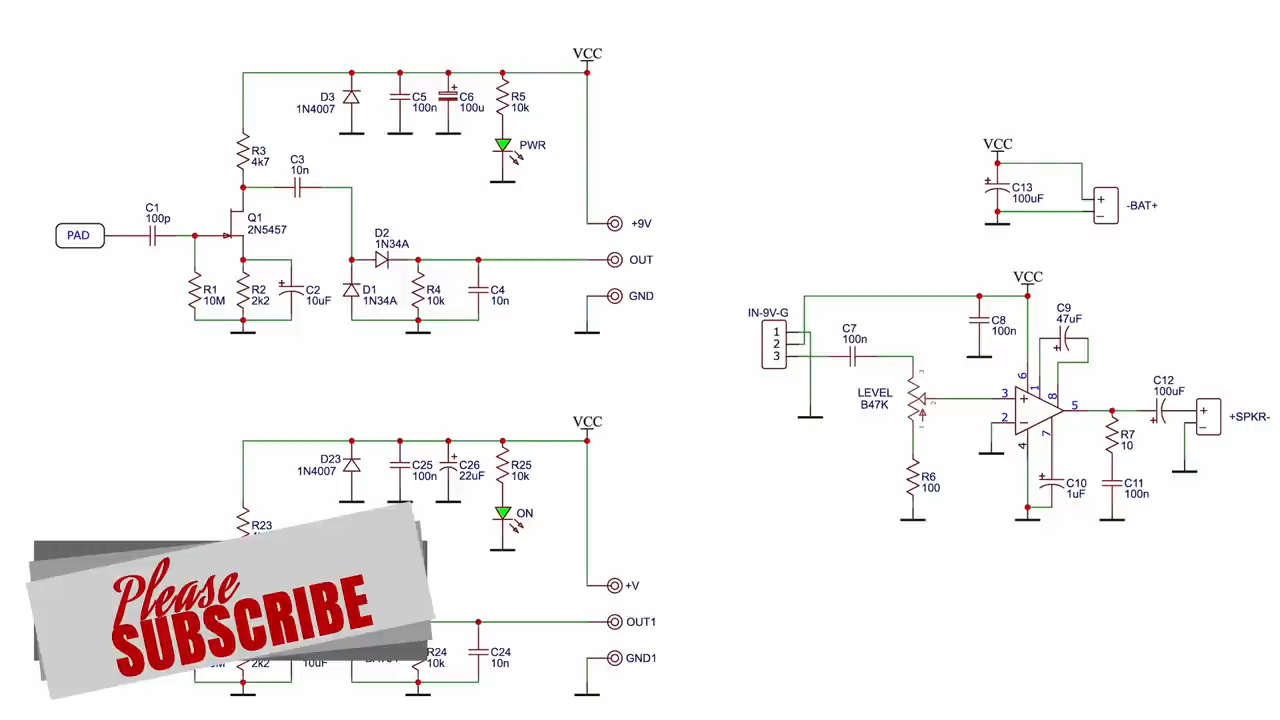 VCC
D3
1N4007
C5
100n
C6
100u
R5
10k
PWR
R3
4k7
C3
10n
C1
100p
PAD
Q1
2N5457
D2
1N34A
R1
10M
R2
2k2
C2
10uF
D1
1N34A
R4
10k
C4
10n
+9V
OUT
GND
VCC
C13
100uF
+
-
-BAT+
VCC
IN-9V-G
1
2
3
C7
100n
C8
100n
C9
47uF
LEVEL
B47K
3
2
1
R6
100
6
1
8
3
2
5
7
4
+
-
C10
1uF
R7
10
C11
100n
C12
100uF
+
-
+SPKR-
VCC
D23
1N4007
C25
100n
C26
22uF
R25
10k
ON
R23
+V
OUT1
GND1
2k2
10uF
R24
10k
C24
10n
Please
SUBSCRIBE